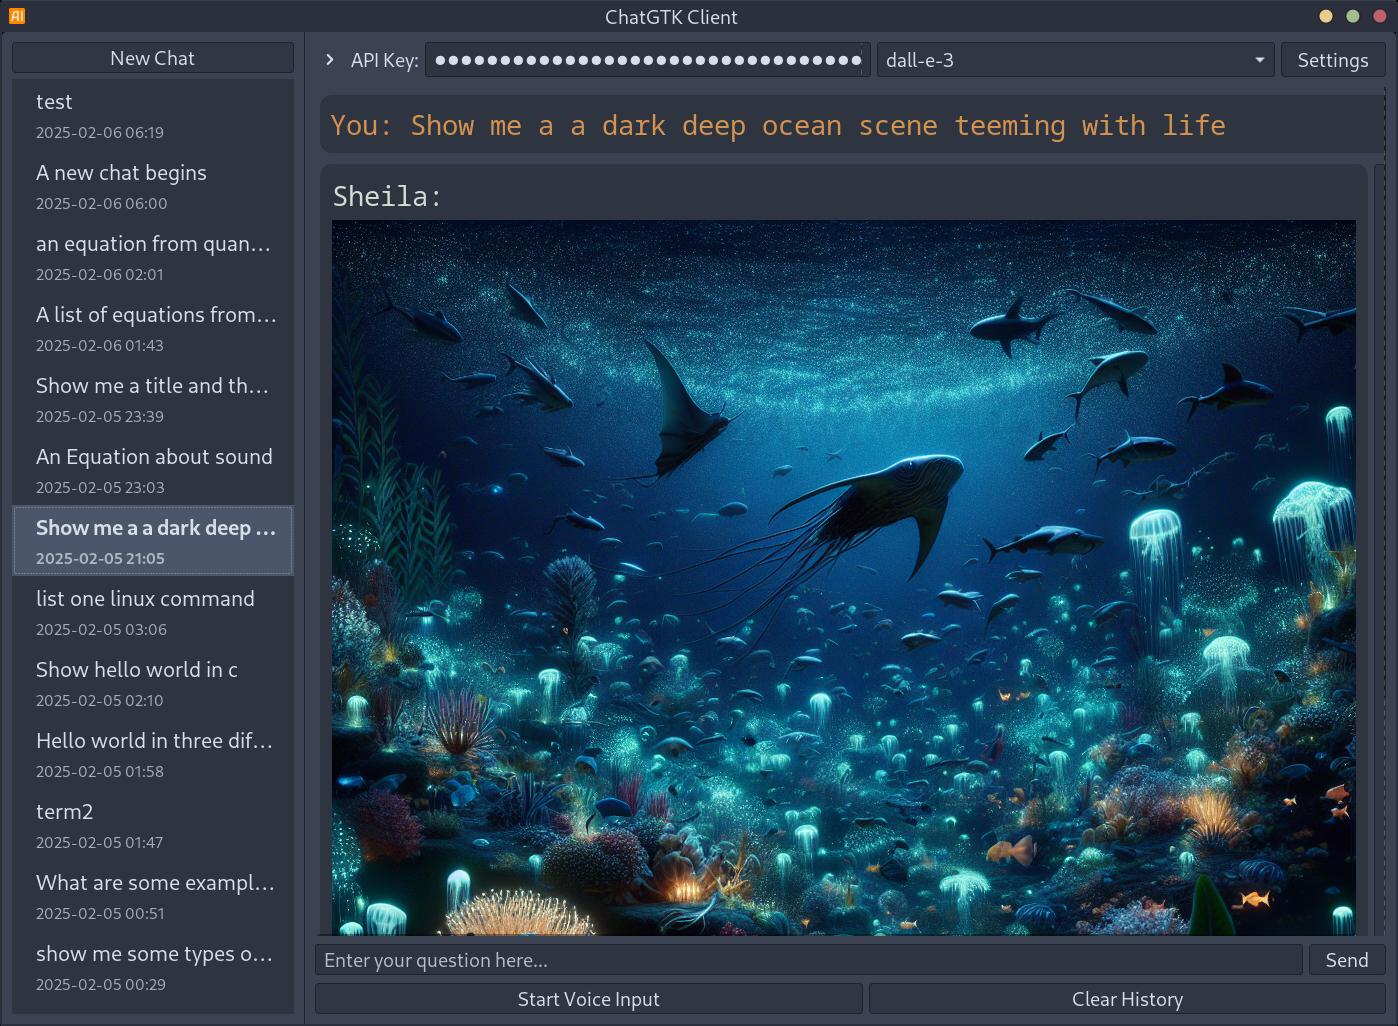 AI
ChatGTK Client
New Chat
test
2025-02-06 06:19
A new chat begins
2025-02-06 06:00
an equation from quan...
2025-02-06 02:01
A list of equations from...
2025-02-06 01:43
Show me a title and th...
2025-02-05 23:39
An Equation about sound
2025-02-05 23:03
Show me a a dark deep ...
2025-02-05 21:05
list one linux command
2025-02-05 03:06
Show hello world in c
2025-02-05 02:10
Hello world in three dif...
2025-02-05 01:58
term2
2025-02-05 01:47
What are some exampl...
2025-02-05 00:51
show me some types o...
2025-02-05 00:29
API Key:
dall-e-3
Settings
You: Show me a a dark deep ocean scene teeming with life
Sheila:
Enter your question here...
Send
Start Voice Input
Clear History